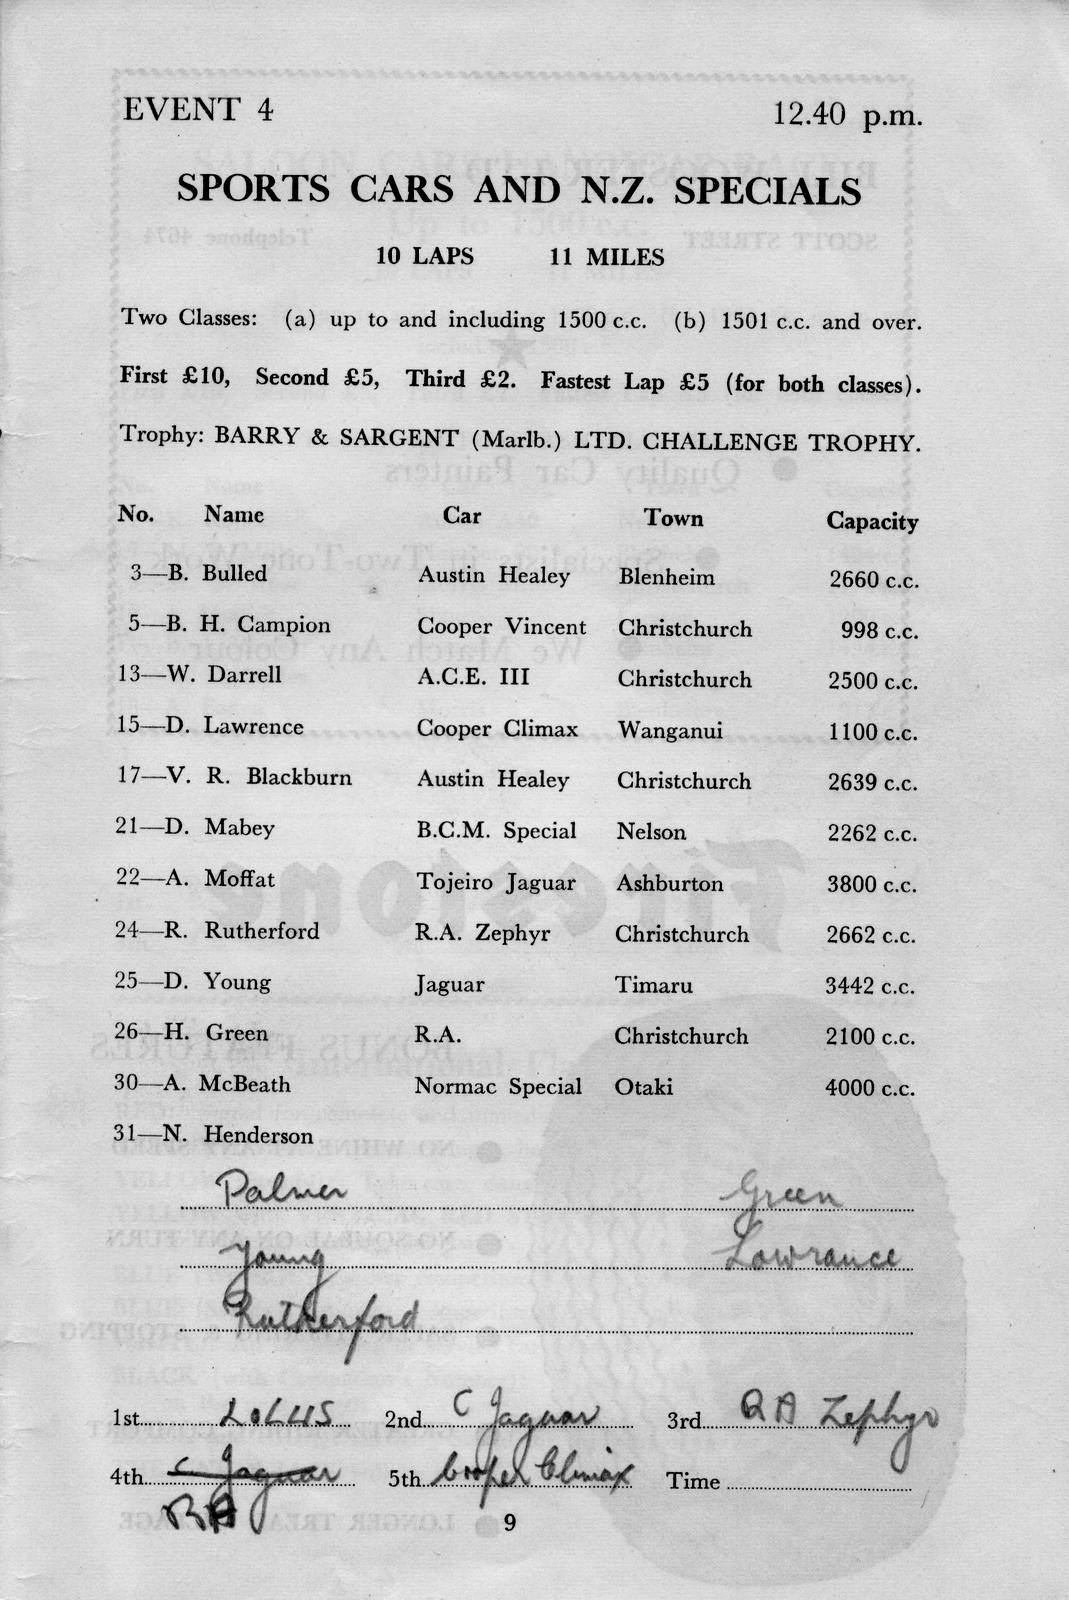 EVENT 4 12.40 p.m.
SPORTS CARS AND N.Z. SPECIALS
10 LAPS 11 MILES
Two Classes: (a) up to and including 1500 c.c. (b) 1501 c.c. and over.
First £10, Second £5, Third £2. Fastest Lap £5 (for both classes).
Trophy: BARRY & SARGENT (Marlb.) LTD. CHALLENGE TROPHY.
No. Name Car Town Capacity
3—B. Bulled Austin Healey Blenheim 2660 c.c.
5—B. H. Campion Cooper Vincent Christchurch 998 c.c.
13—W. Darrell A.C.E. III Christchurch 2500 c.c.
15—D. Lawrence Cooper Climax Wanganui 1100 c.c.
17—V. R. Blackburn Austin Healey Christchurch 2639 c.c.
21—D. Mabey B.C.M. Special Nelson 2262 c.c.
22—A. Moffat Tojeiro Jaguar Ashburton 3800 c.c.
24—R. Rutherford R.A. Zephyr Christchurch 2662 c.c.
25—D. Young Jaguar Timaru 3442 c.c.
26—H. Green R.A. Christchurch 2100 c.c.
30—A. McBeath Normac Special Otaki 4000 c.c.
31—N. Henderson
Palmer Green
Young Lowrance
Rutherford
1st LOTUS 2nd C Jaguar 3rd RA Zephyr
4th C Jaguar 5th Cooper Climax Time
RA
9